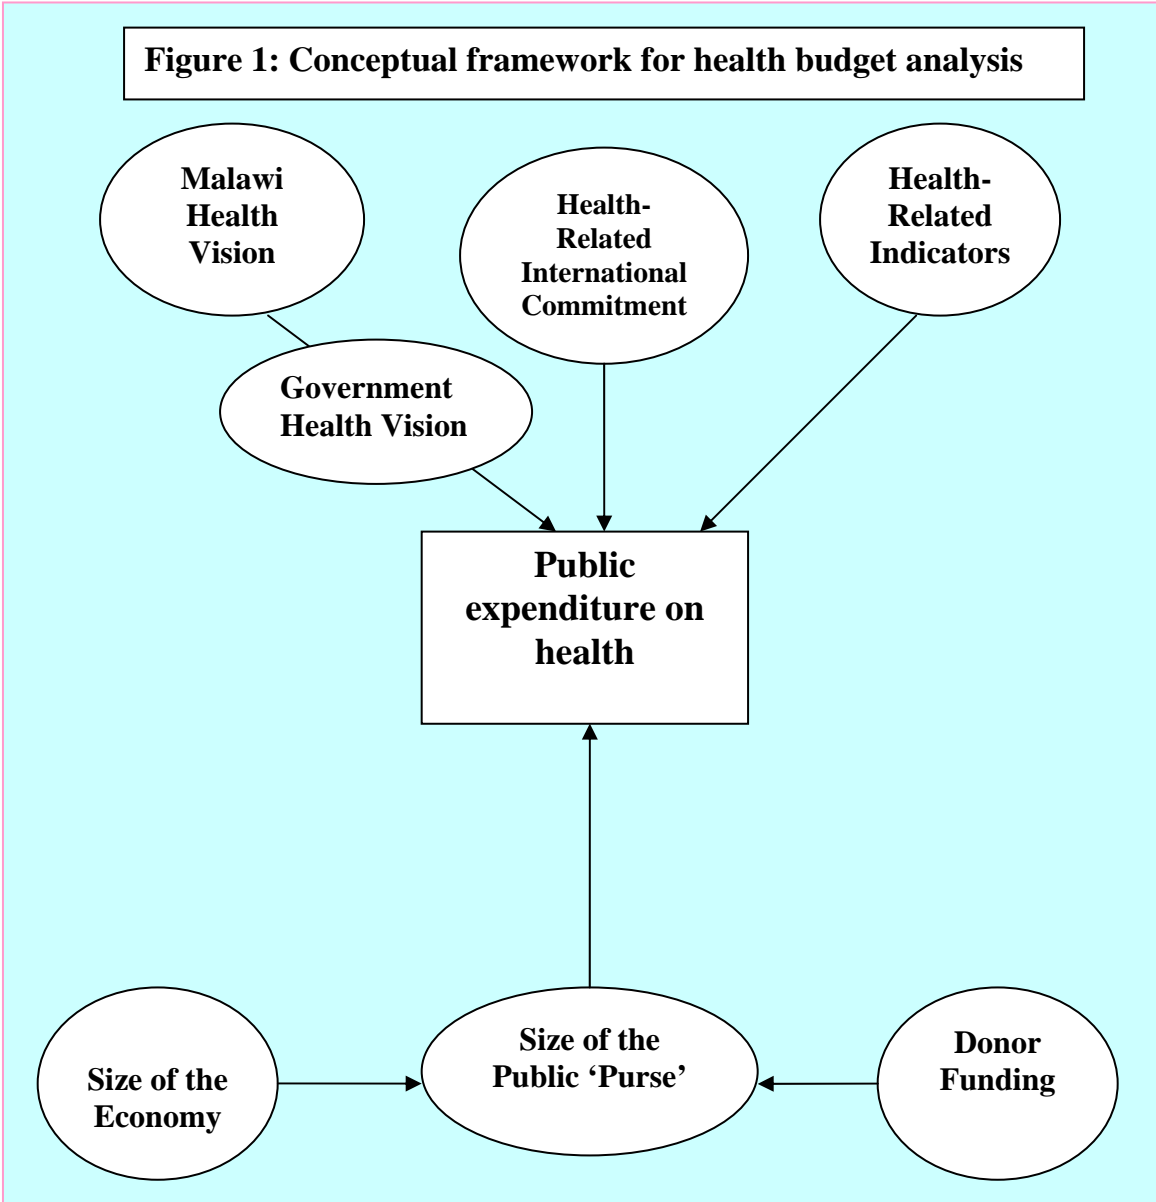 Figure 1: Conceptual framework for health budget analysis
Malawi
Health
Vision
Health-
Related
International
Commitment
Health-
Related
Indicators
Government
Health Vision
Public
expenditure on
health
Size of the
Economy
Size of the
Public ‘Purse’
Donor
Funding